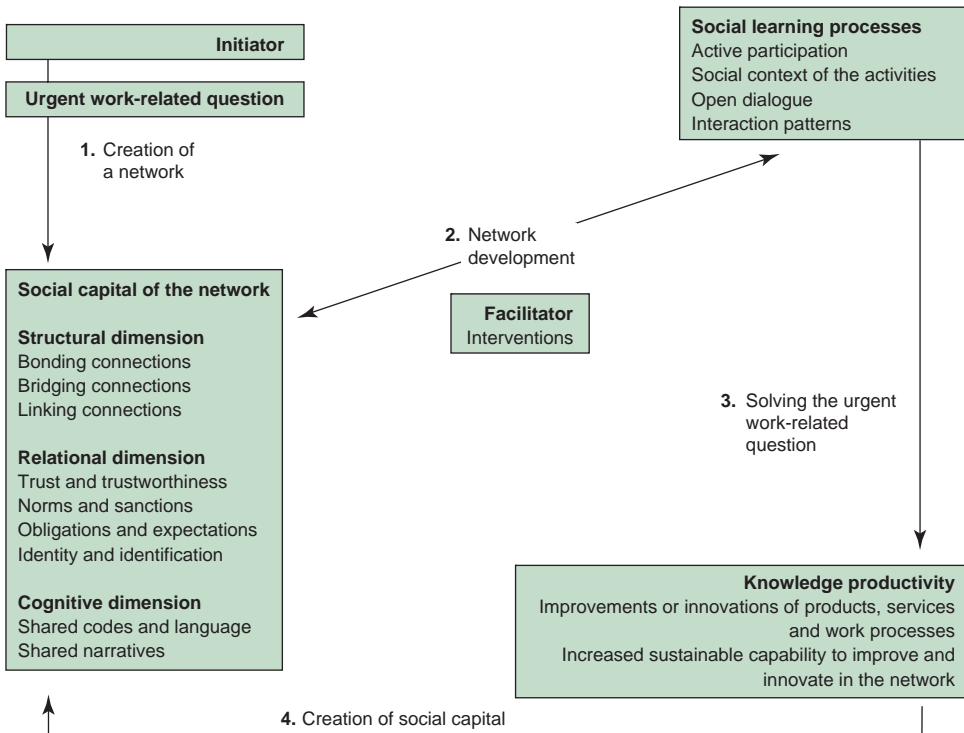 Initiator
Urgent work-related question
1. Creation of
a network
Social learning processes
Active participation
Social context of the activities
Open dialogue
Interaction patterns
2. Network
development
Facilitator
Interventions
Social capital of the network
Structural dimension
Bonding connections
Bridging connections
Linking connections
Relational dimension
Trust and trustworthiness
Norms and sanctions
Obligations and expectations
Identity and identification
Cognitive dimension
Shared codes and language
Shared narratives
3. Solving the urgent
work-related
question
Knowledge productivity
Improvements or innovations of products, services
and work processes
Increased sustainable capability to improve and
innovate in the network
4. Creation of social capital